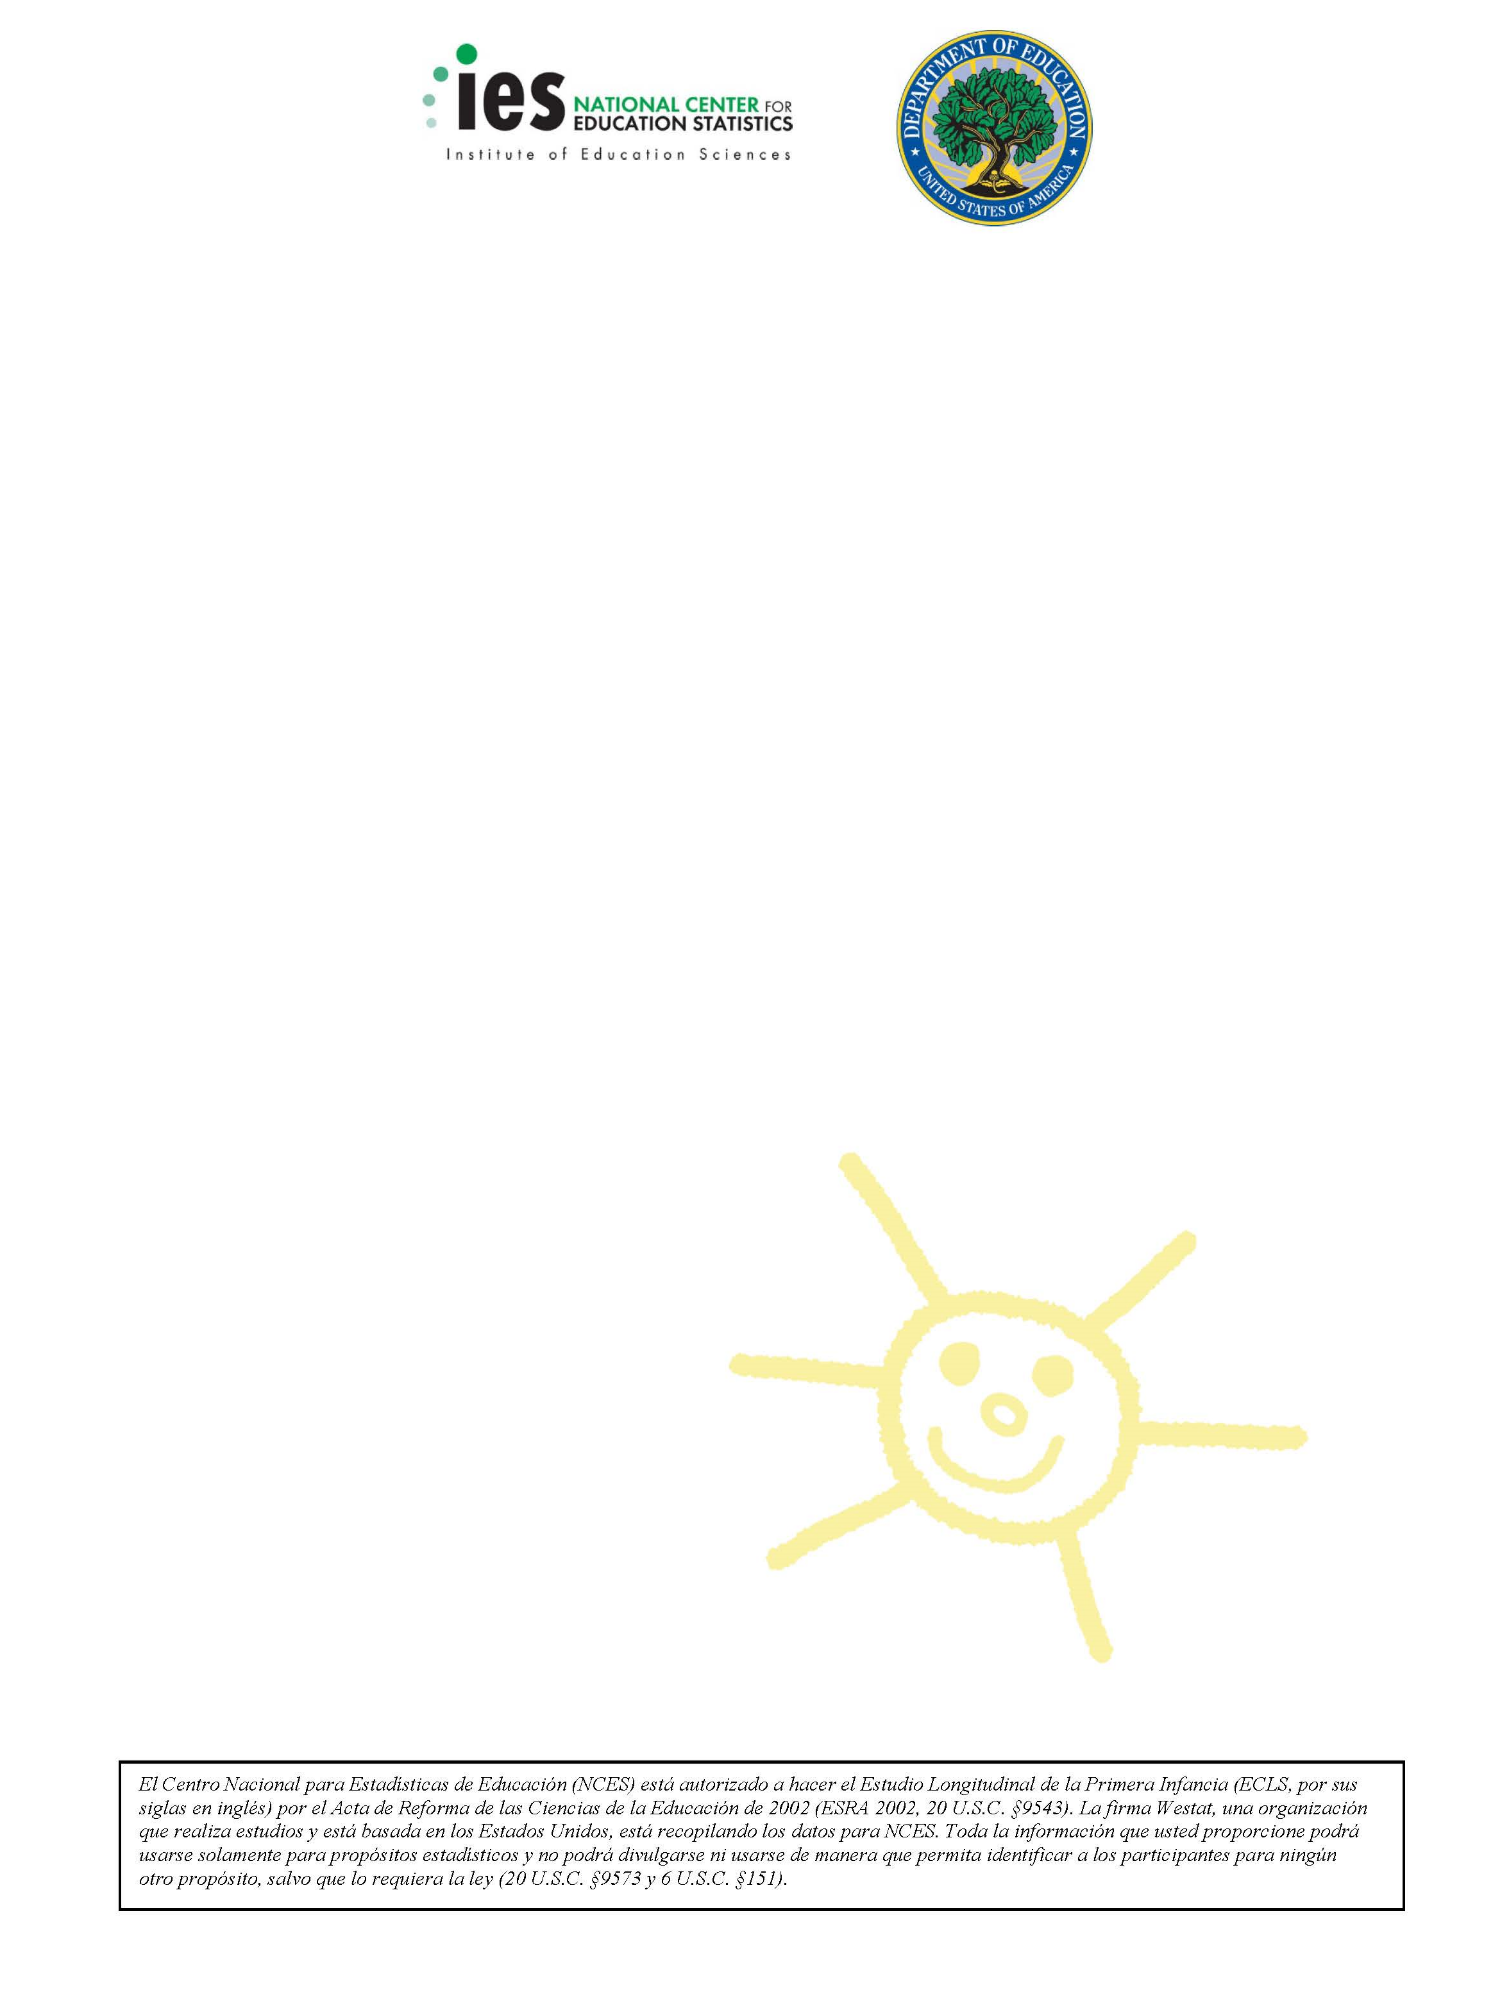 ies NATIONAL CENTER FOR
EDUCATION STATISTICS
Institute of Education Sciences
DEPARTMENT OF EDUCATION
UNITED STATES OF AMERICA
El Centro Nacional para Estadísticas de Educación (NCES) está autorizado a hacer el Estudio Longitudinal de la Primera Infancia (ECLS, por sus
siglas en inglés) por el Acta de Reforma de las Ciencias de la Educación de 2002 (ESRA 2002, 20 U.S.C. §9543). La firma Westat, una organización
que realiza estudios y está basada en los Estados Unidos, está recopilando los datos para NCES. Toda la información que usted proporcione podrá
usarse solamente para propósitos estadísticos y no podrá divulgarse ni usarse de manera que permita identificar a los participantes para ningún
otro propósito, salvo que lo requiera la ley (20 U.S.C. §9573 y 6 U.S.C. §151).